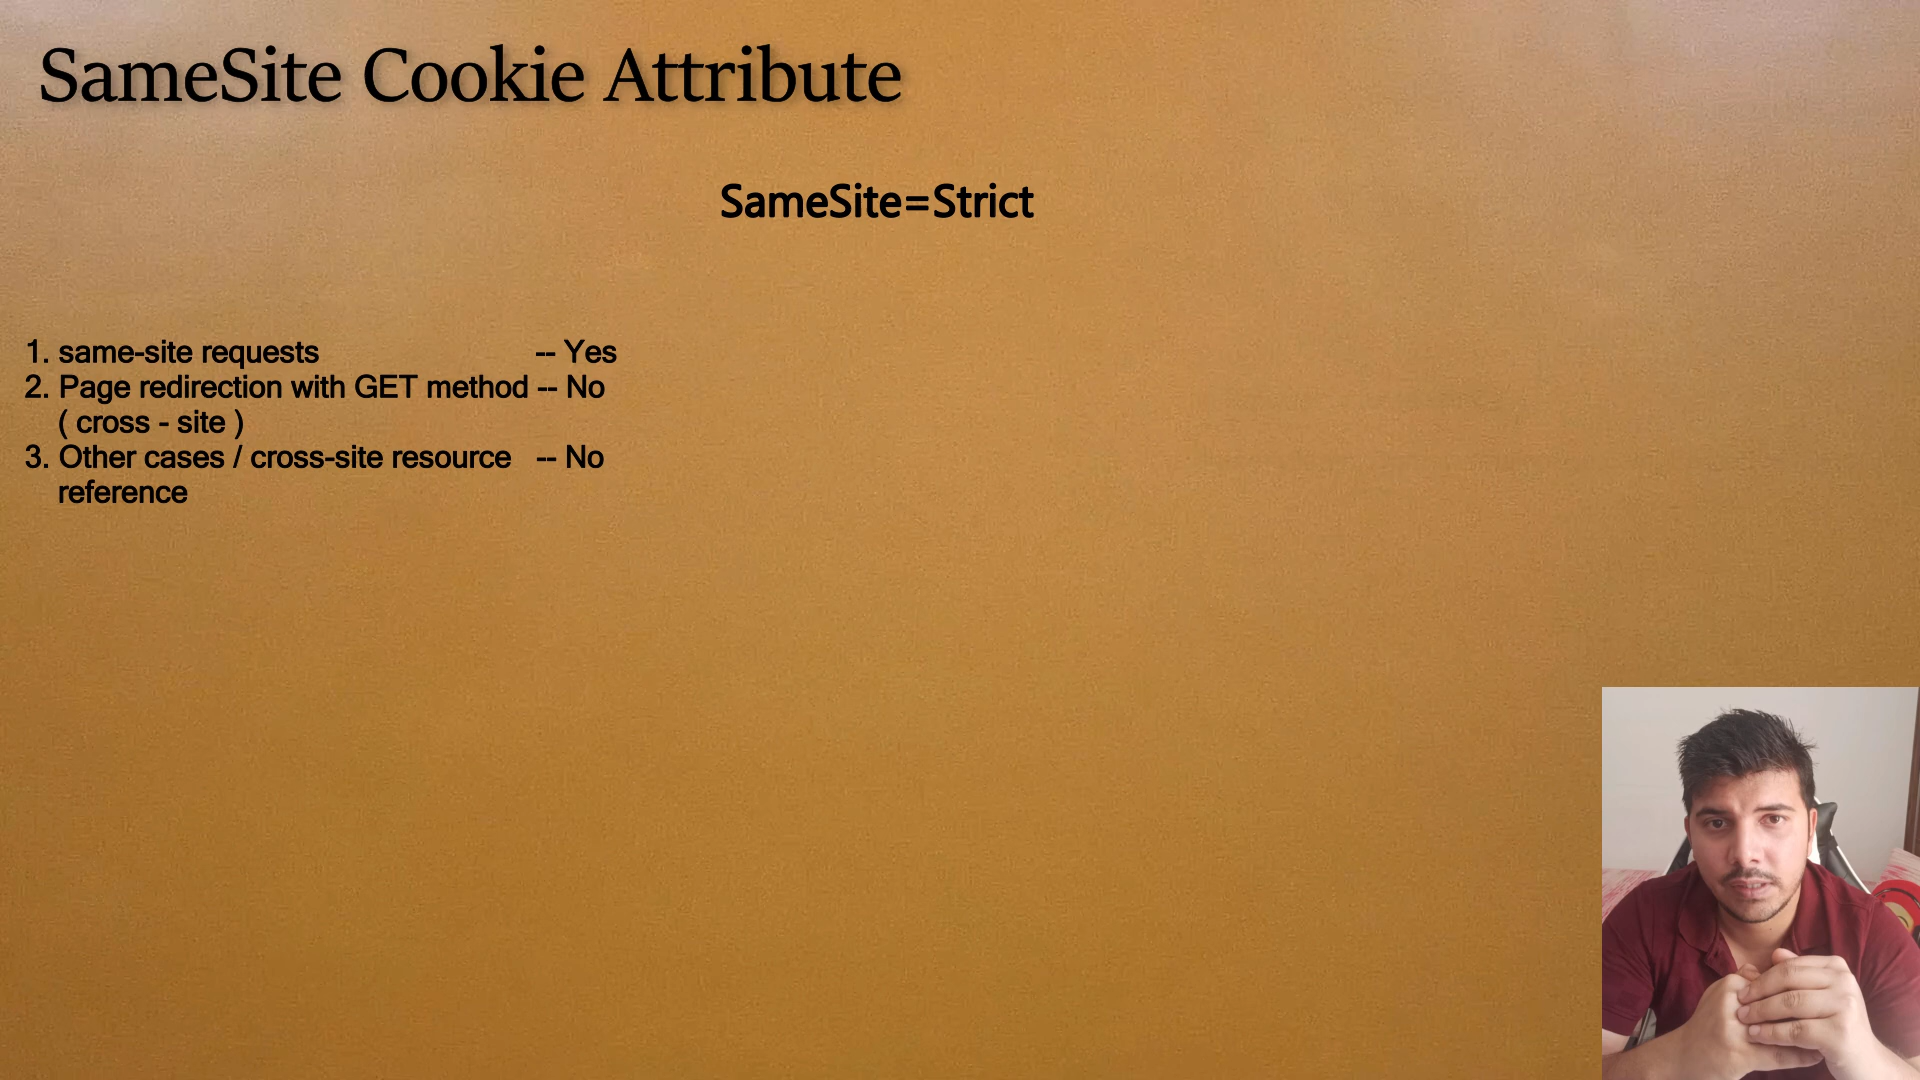 SameSite Cookie Attribute
SameSite=Strict
1. same-site requests -- Yes
2. Page redirection with GET method -- No
( cross - site )
3. Other cases / cross-site resource -- No
reference